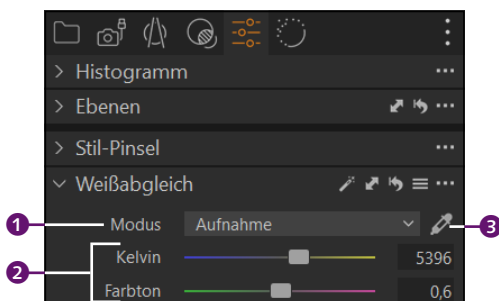 Histogramm
Ebenen
Stil-Pinsel
Weißabgleich
1 Modus Aufnahme 3
2 Kelvin 5396
Farbton 0,6